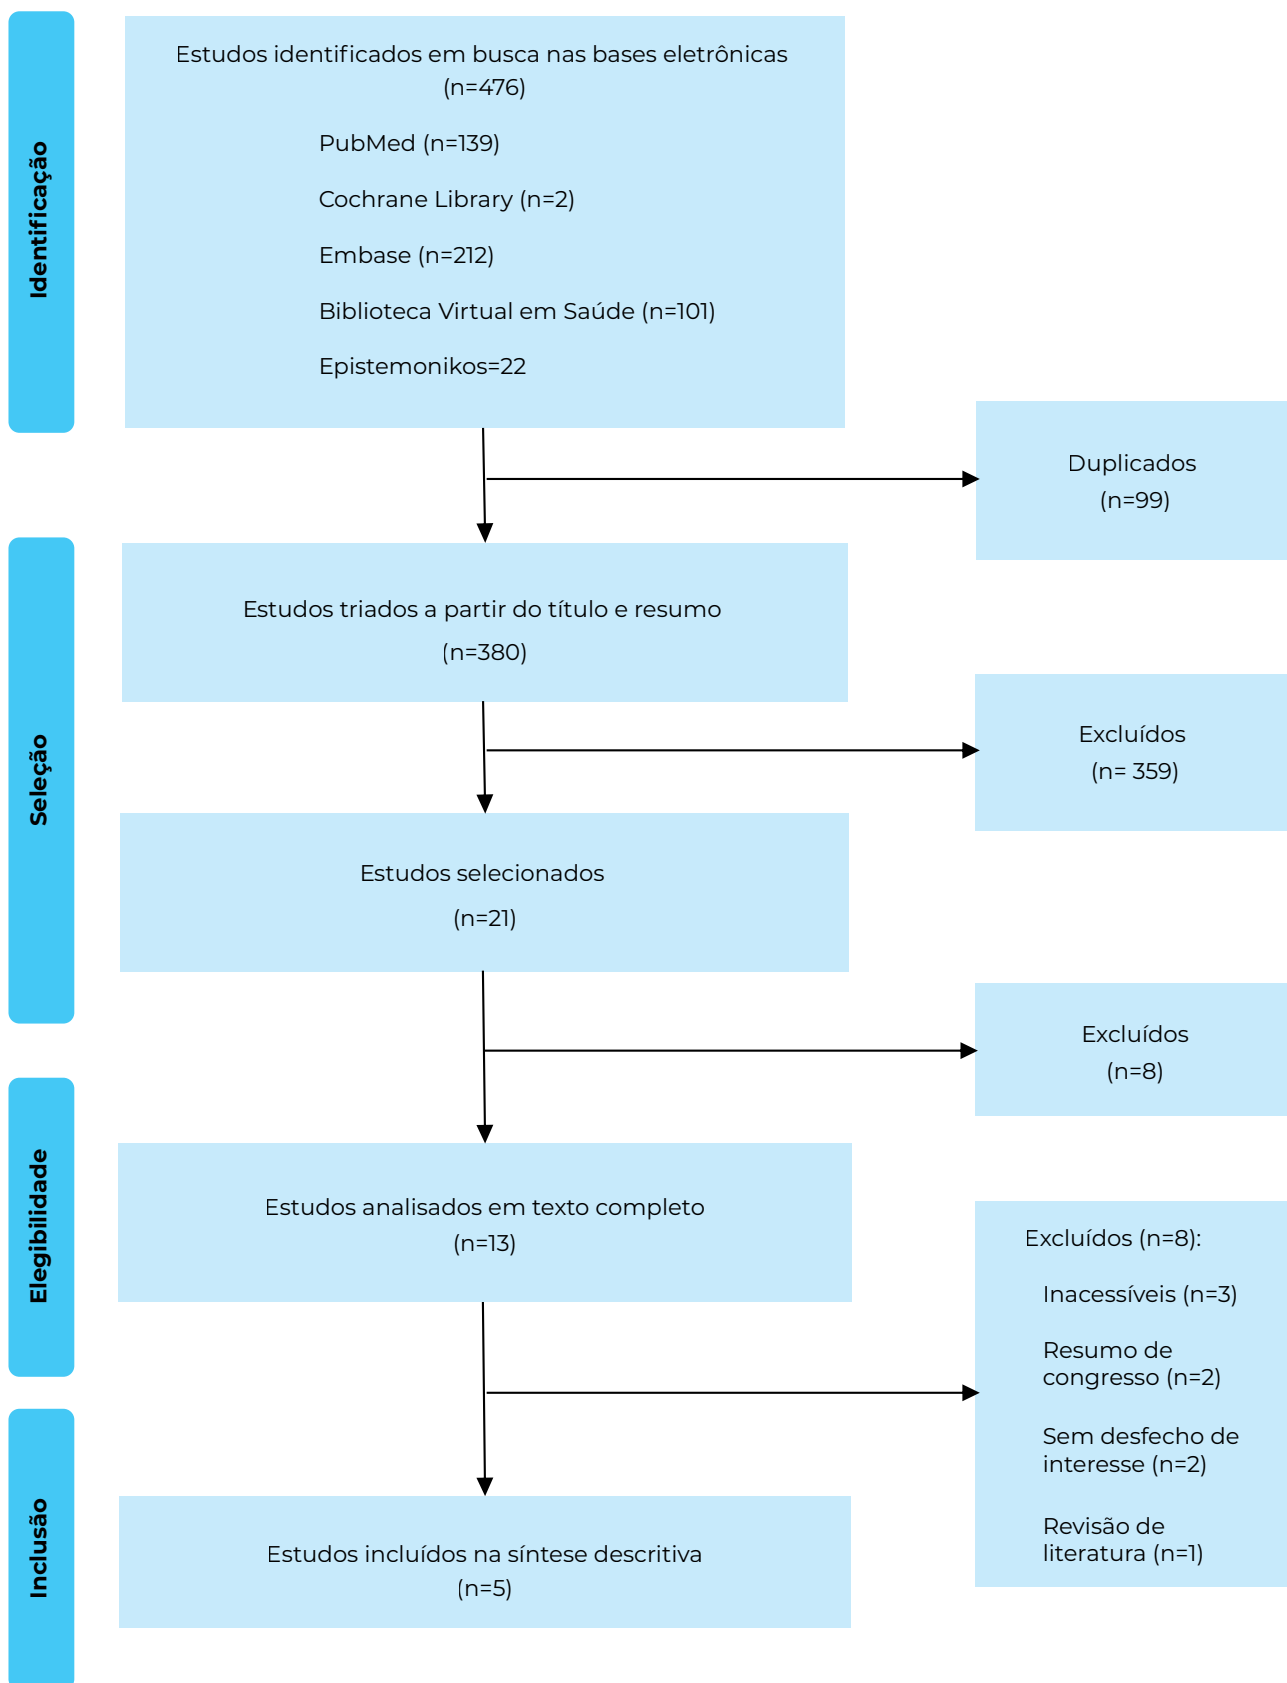 Identificação
Estudos identificados em busca nas bases eletrônicas
(n=476)
PubMed (n=139)
Cochrane Library (n=2)
Embase (n=212)
Biblioteca Virtual em Saúde (n=101)
Epistemonikos=22
Duplicados
(n=99)
Seleção
Estudos triados a partir do título e resumo
(n=380)
Excluídos
(n= 359)
Estudos selecionados
(n=21)
Excluídos
(n=8)
Elegibilidade
Estudos analisados em texto completo
(n=13)
Excluídos (n=8):
Inacessíveis (n=3)
Resumo de
congresso (n=2)
Sem desfecho de
interesse (n=2)
Revisão de
literatura (n=1)
Inclusão
Estudos incluídos na síntese descritiva
(n=5)